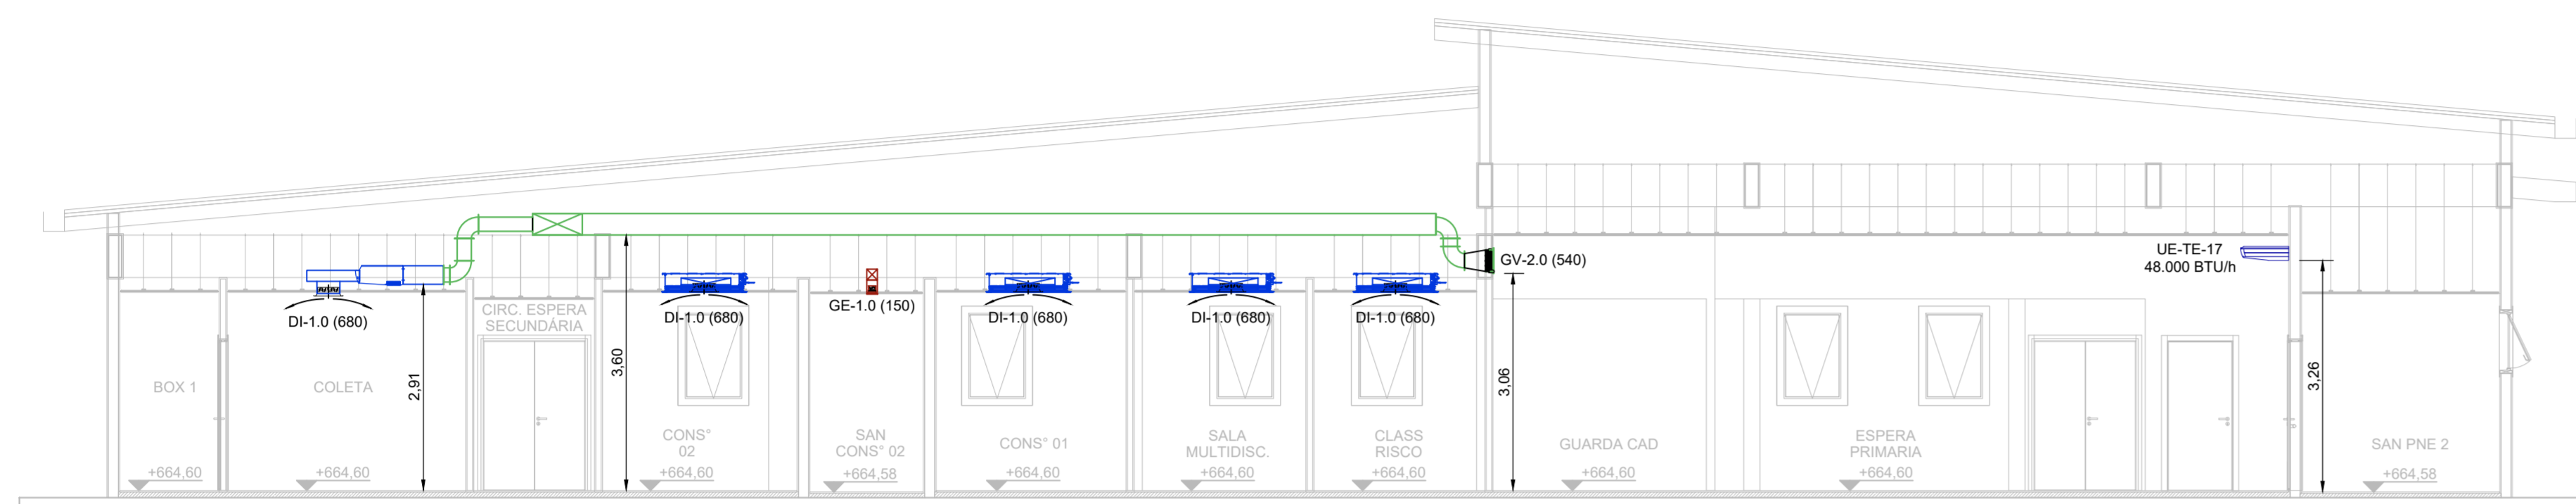 UE-TE-17
48.000 BTU/h
GV-2.0 (540)
GE-1.0 (150)
DI-1.0 (680)
DI-1.0 (680)
DI-1.0 (680)
DI-1.0 (680)
DI-1.0 (680)
CIRC. ESPERA
SECUNDÁRIA
2,91
3,60
3,06
3,26
BOX 1
COLETA
CONS°
02
SAN
CONS° 02
CONS° 01
SALA
MULTIDISC.
CLASS
RISCO
GUARDA CAD
ESPERA
PRIMARIA
SAN PNE 2
+664,60
+664,60
+664,60
+664,58
+664,60
+664,60
+664,60
+664,60
+664,60
+664,58